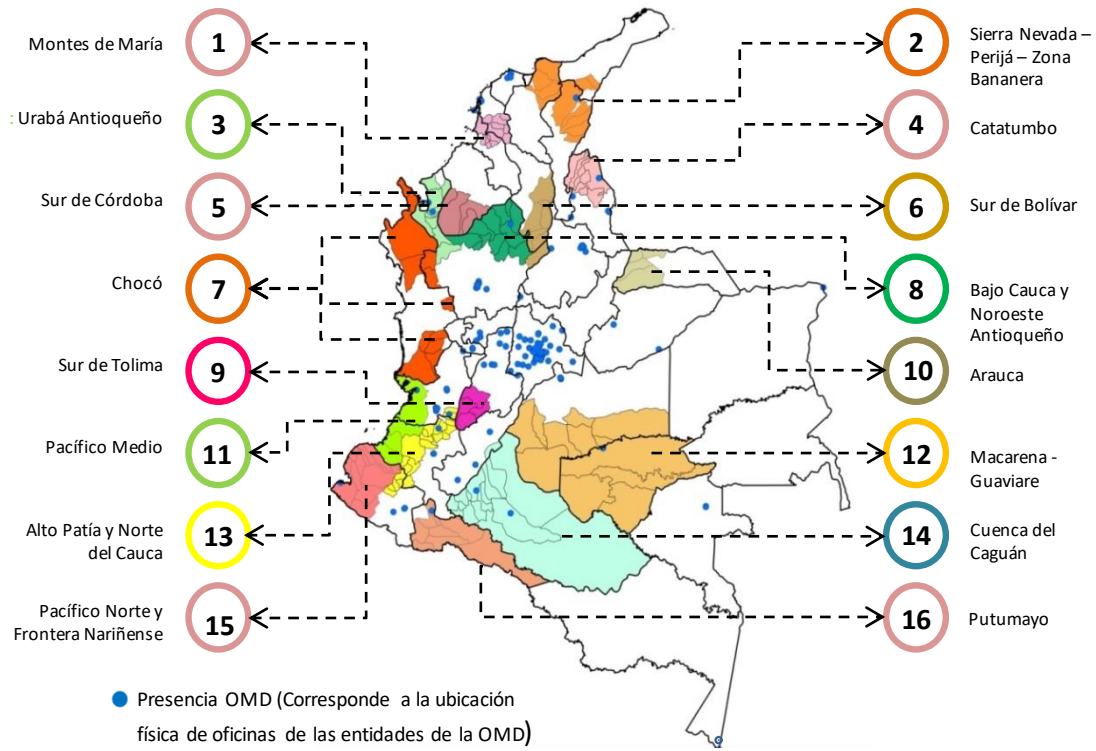 Montes de María
1
2
Sierra Nevada –
Perijá – Zona
Bananera
: Urabá Antioqueño
3
4
Catatumbo
Sur de Córdoba
5
6
Sur de Bolívar
Chocó
7
8
Bajo Cauca y
Noroeste
Antioqueño
Sur de Tolima
9
10
Arauca
Pacífico Medio
11
12
Macarena -
Guaviare
Alto Patía y Norte
del Cauca
13
14
Cuenca del
Caguán
Pacífico Norte y
Frontera Nariñense
15
16
Putumayo
Presencia OMD (Corresponde a la ubicación
física de oficinas de las entidades de la OMD)